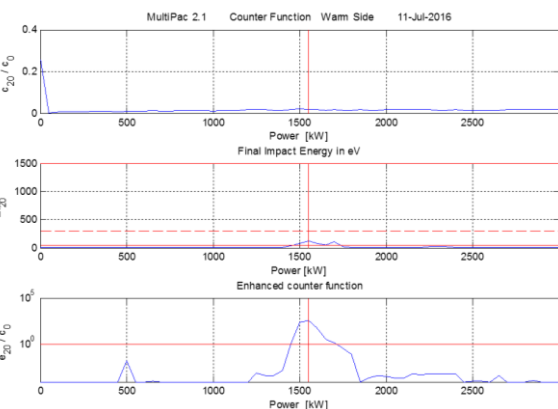 MultiPac 2.1 Counter Function Warm Side 11-Jul-2016
0.4
0.2
0
c20 / c0
0 500 1000 1500 2000 2500
Power [kW]
Final Impact Energy in eV
1500
1000
500
0
0 500 1000 1500 2000 2500
Power [kW]
Enhanced counter function
10^5
10^0
e20 / c0
0 500 1000 1500 2000 2500
Power [kW]